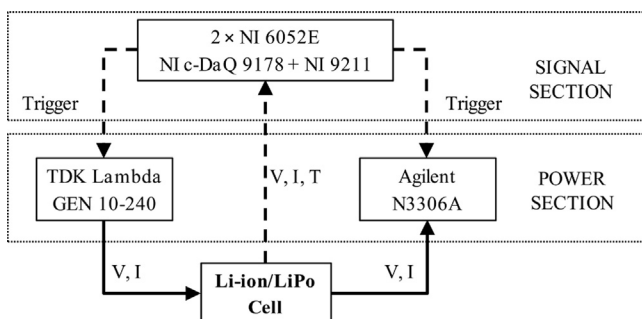 2 × NI 6052E
NI c-DaQ 9178 + NI 9211
SIGNAL
SECTION
Trigger
Trigger
TDK Lambda
GEN 10-240
V, I, T
Agilent
N3306A
POWER
SECTION
V, I
Li-ion/LiPo
Cell
V, I